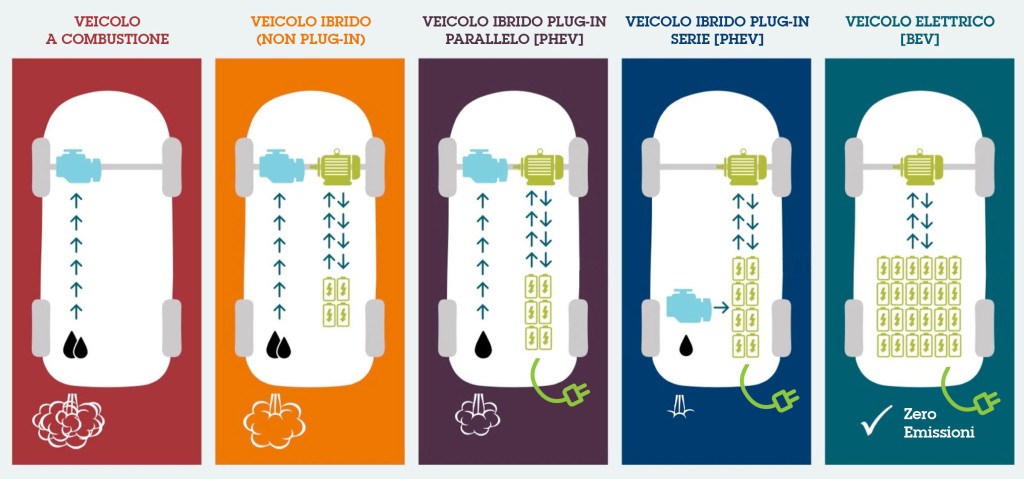 VEICOLO
A COMBUSTIONE
VEICOLO IBRIDO
(NON PLUG-IN)
VEICOLO IBRIDO PLUG-IN
PARALLELO [PHEV]
VEICOLO IBRIDO PLUG-IN
SERIE [PHEV]
VEICOLO ELETTRICO
[BEV]
Zero
Emissioni